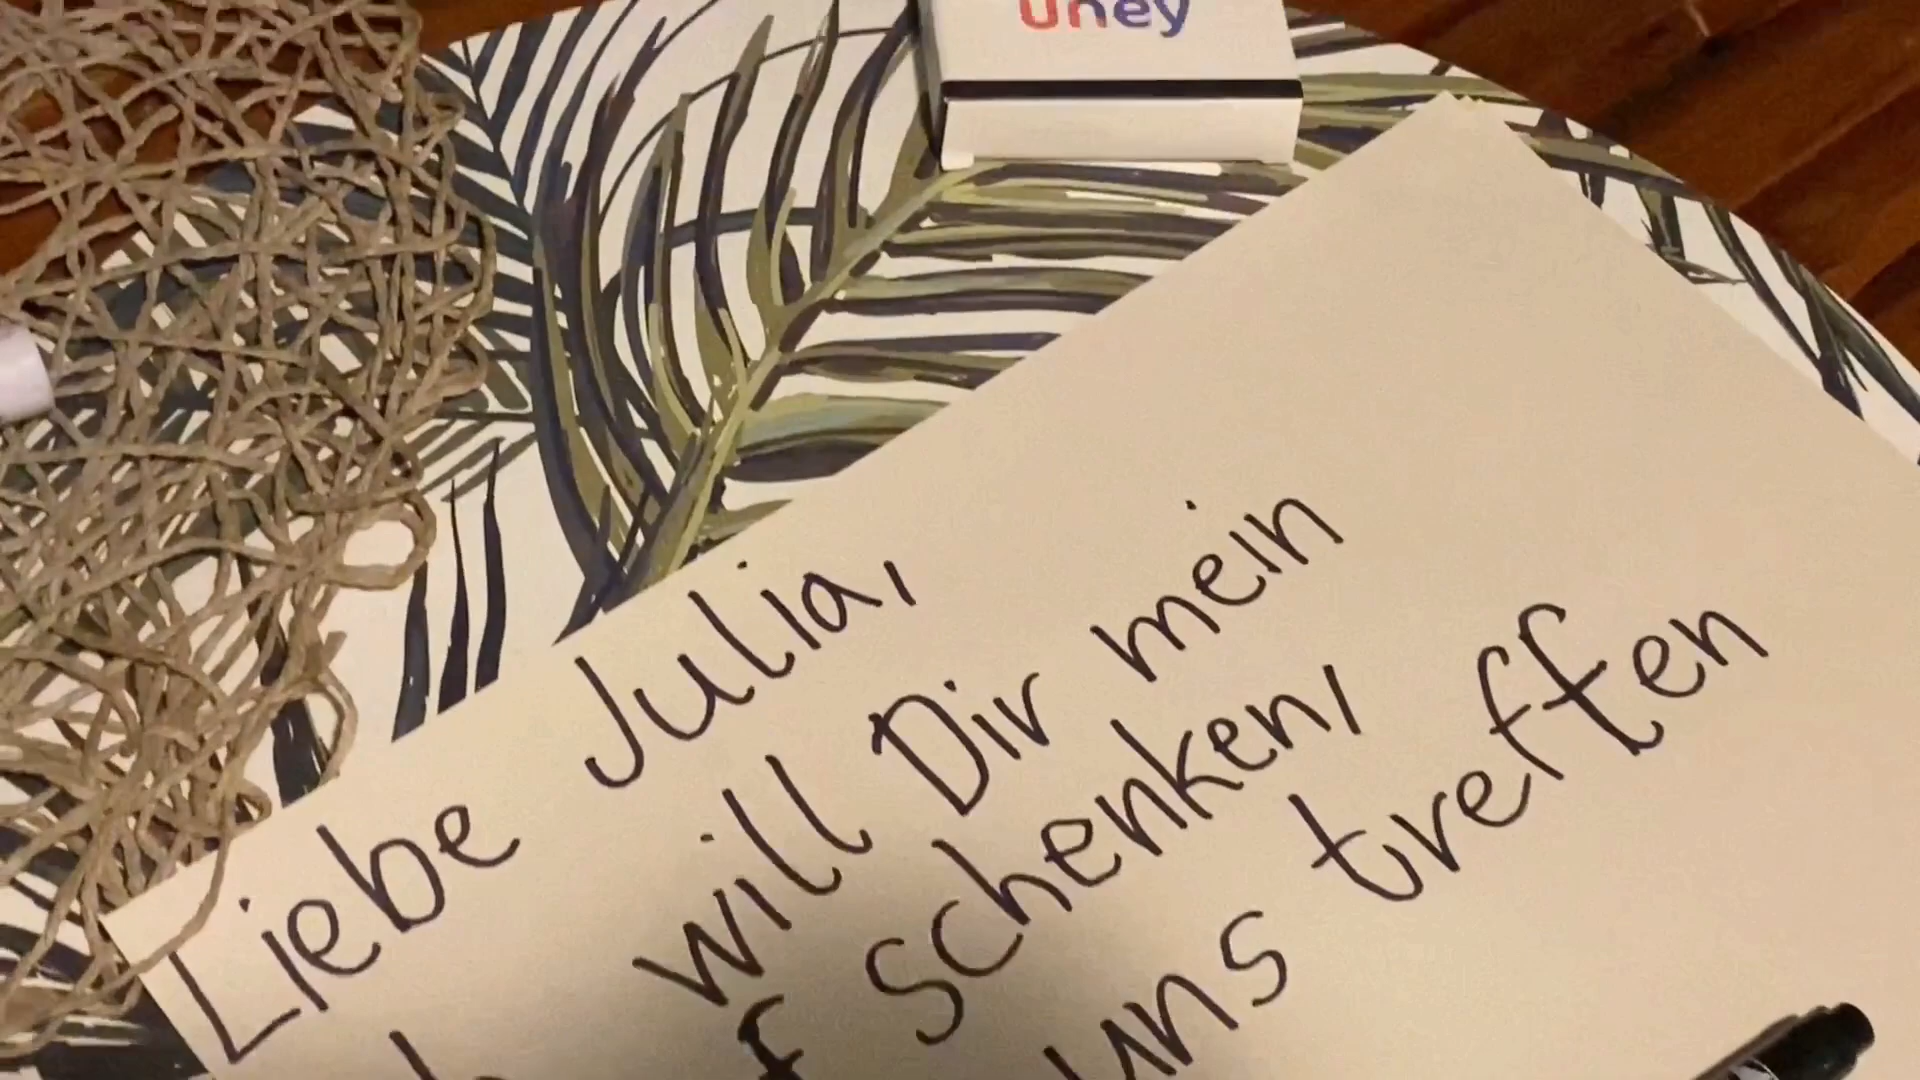 uney
Liebe Julia,
will Dir mein
schenken,
uns treffen